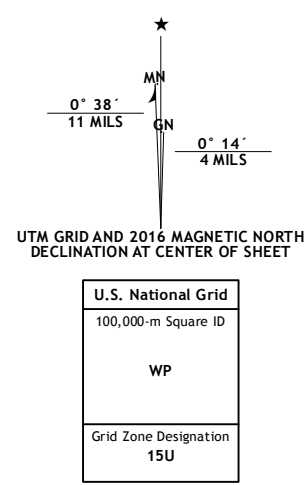 ★
MN
0° 38´
11 MILS
GN
0° 14´
4 MILS
UTM GRID AND 2016 MAGNETIC NORTH
DECLINATION AT CENTER OF SHEET
U.S. National Grid
100,000-m Square ID
WP
Grid Zone Designation
15U